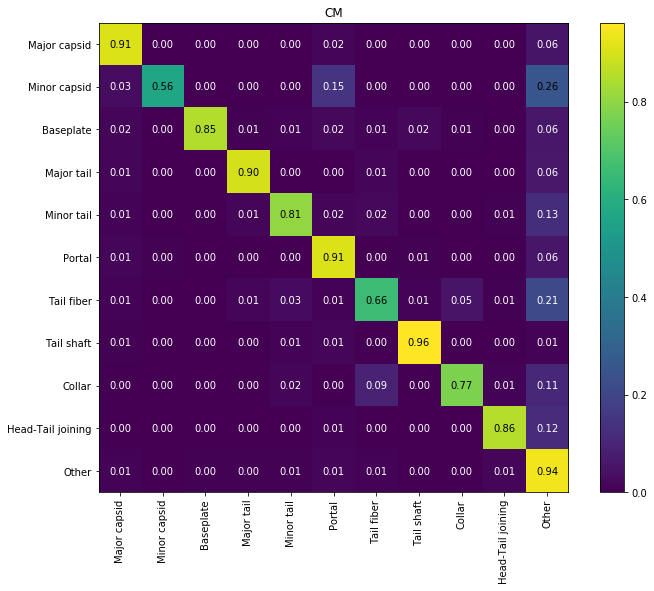 CM
Major capsid 0.91 0.00 0.00 0.00 0.00 0.02 0.00 0.00 0.00 0.00 0.06
Minor capsid 0.03 0.56 0.00 0.00 0.00 0.15 0.00 0.00 0.00 0.00 0.26
Baseplate 0.02 0.00 0.85 0.01 0.01 0.02 0.01 0.02 0.01 0.00 0.06
Major tail 0.01 0.00 0.00 0.90 0.00 0.00 0.01 0.00 0.00 0.00 0.06
Minor tail 0.01 0.00 0.00 0.01 0.81 0.02 0.02 0.00 0.00 0.01 0.13
Portal 0.01 0.00 0.00 0.00 0.00 0.91 0.00 0.01 0.00 0.00 0.06
Tail fiber 0.01 0.00 0.00 0.01 0.03 0.01 0.66 0.01 0.05 0.01 0.21
Tail shaft 0.01 0.00 0.00 0.00 0.01 0.01 0.00 0.96 0.00 0.00 0.01
Collar 0.00 0.00 0.00 0.00 0.02 0.00 0.09 0.00 0.77 0.01 0.11
Head-Tail joining 0.00 0.00 0.00 0.00 0.00 0.01 0.00 0.00 0.00 0.86 0.12
Other 0.01 0.00 0.00 0.00 0.01 0.01 0.01 0.00 0.00 0.01 0.94
Major capsid
Minor capsid
Baseplate
Major tail
Minor tail
Portal
Tail fiber
Tail shaft
Collar
Head-Tail joining
Other
0.8
0.6
0.4
0.2
0.0